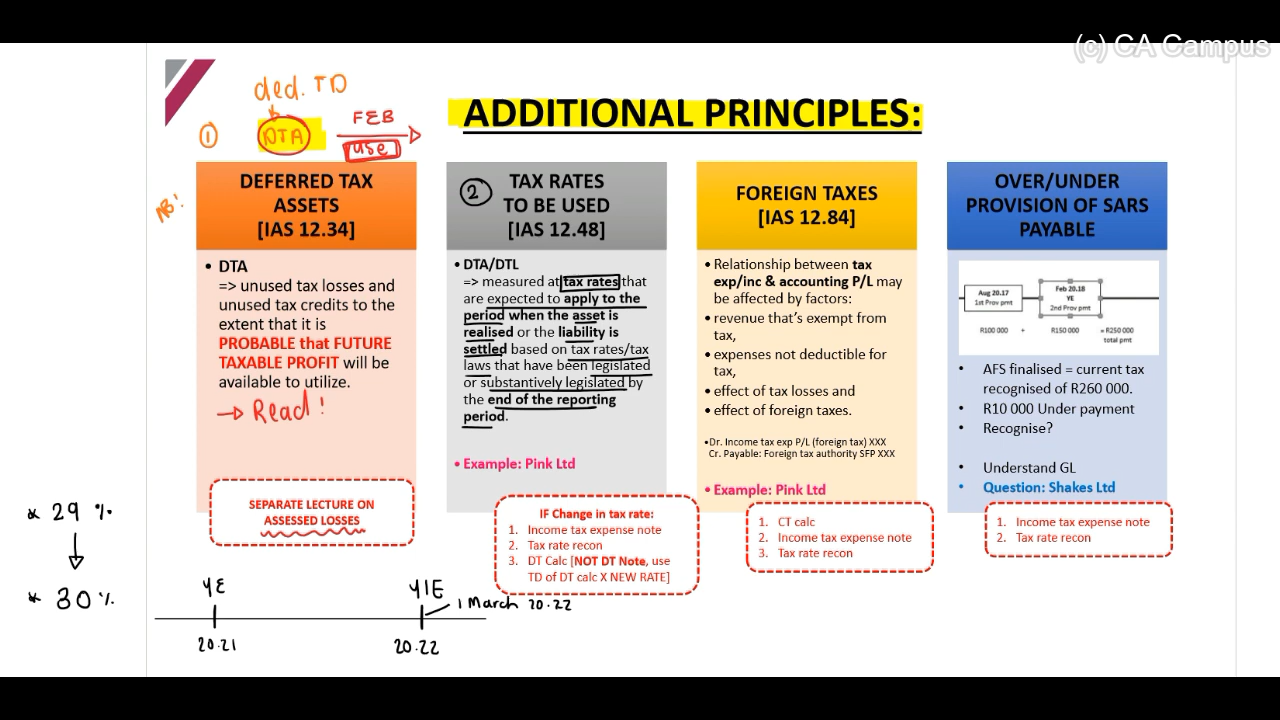 (c) CA Campus
ded. TD
① DTA FEB
use
ADDITIONAL PRINCIPLES:
NB!
DEFERRED TAX
ASSETS
[IAS 12.34]
• DTA
=> unused tax losses and
unused tax credits to the
extent that it is
PROBABLE that FUTURE
TAXABLE PROFIT will be
available to utilize.
→ Read!
SEPARATE LECTURE ON
ASSESSED LOSSES
② TAX RATES
TO BE USED
[IAS 12.48]
• DTA/DTL
=> measured at tax rates that
are expected to apply to the
period when the asset is
realised or the liability is
settled based on tax rates/tax
laws that have been legislated
or substantively legislated by
the end of the reporting
period.
• Example: Pink Ltd
IF Change in tax rate:
1. Income tax expense note
2. Tax rate recon
3. DT Calc [NOT DT Note, use
TD of DT calc X NEW RATE]
FOREIGN TAXES
[IAS 12.84]
• Relationship between tax
exp/inc & accounting P/L may
be affected by factors:
• revenue that's exempt from
tax,
• expenses not deductible for
tax,
• effect of tax losses and
• effect of foreign taxes.
•Dr. Income tax exp P/L (foreign tax) XXX
Cr. Payable: Foreign tax authority SFP XXX
• Example: Pink Ltd
1. CT calc
2. Income tax expense note
3. Tax rate recon
OVER/UNDER
PROVISION OF SARS
PAYABLE
Aug 20.17
1st Prov pmt
Feb 20.18
YE
2nd Prov pmt
R100 000 + R150 000 = R250 000
total pmt
• AFS finalised = current tax
recognised of R260 000.
• R10 000 Under payment
• Recognise?
• Understand GL
• Question: Shakes Ltd
1. Income tax expense note
2. Tax rate recon
* 29 %
↓
* 30 %
YE
20.21
Y/E
1 March 20.22
20.22